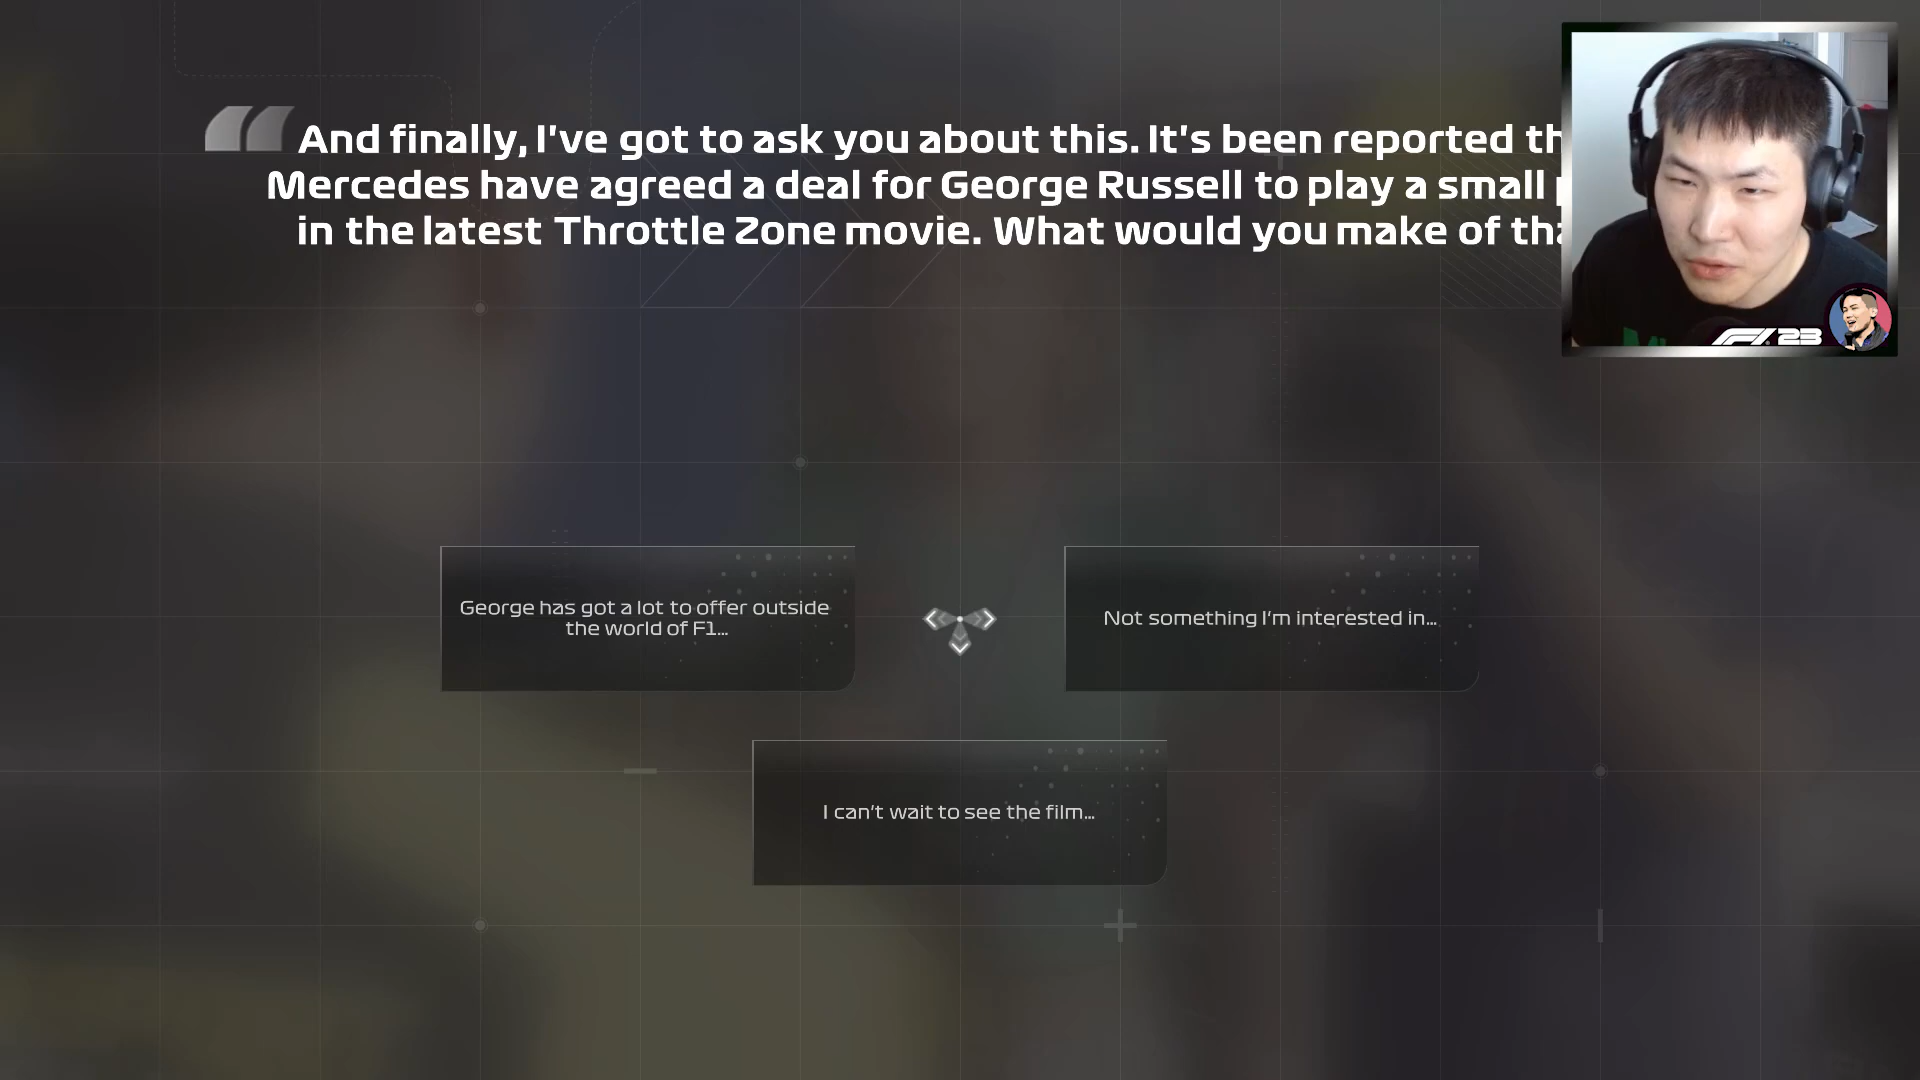 And finally, I've got to ask you about this. It's been reported
Mercedes have agreed a deal for George Russell to play a small
in the latest Throttle Zone movie. What would you make of
George has got a lot to offer outside
the world of F1...
Not something I'm interested in...
I can't wait to see the film...
F1 23